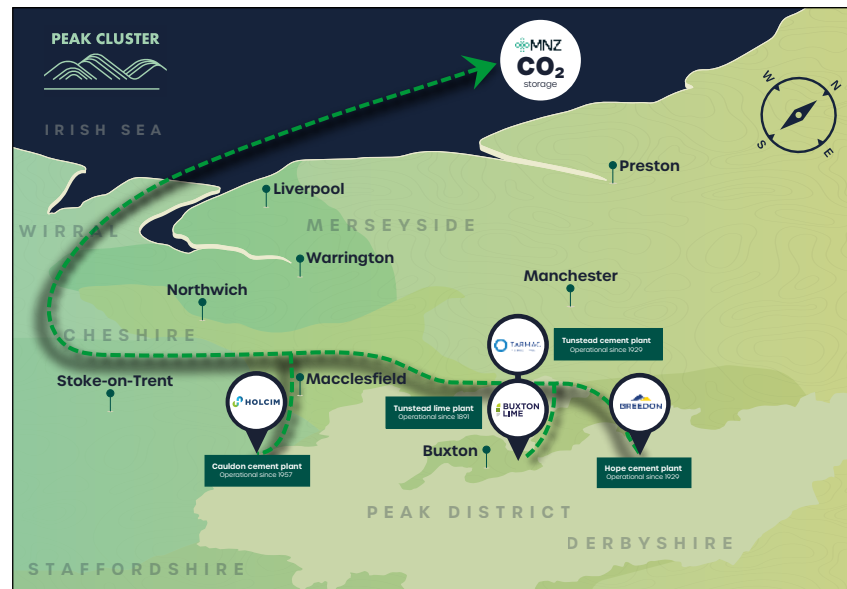 PEAK CLUSTER
MNZ
CO₂
storage
IRISH SEA
W
N
S
E
Preston
Liverpool
MERSEYSIDE
WIRRAL
Warrington
Manchester
Northwich
CHESHIRE
TARMAC
Tunstead cement plant
Operational since 1929
Stoke-on-Trent
Macclesfield
HOLCIM
Tunstead lime plant
Operational since 1891
BUXTON
LIME
BREEDON
Buxton
Cauldon cement plant
Operational since 1957
Hope cement plant
Operational since 1929
PEAK DISTRICT
DERBYSHIRE
STAFFORDSHIRE